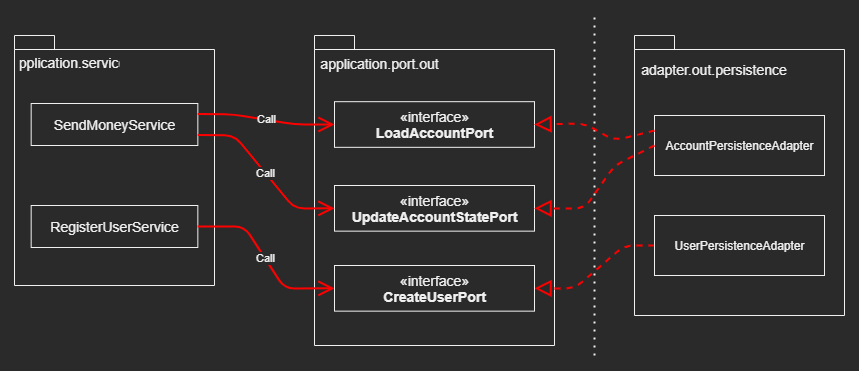 pplication.servic
SendMoneyService
RegisterUserService
Call
Call
Call
application.port.out
«interface»
LoadAccountPort
«interface»
UpdateAccountStatePort
«interface»
CreateUserPort
adapter.out.persistence
AccountPersistenceAdapter
UserPersistenceAdapter